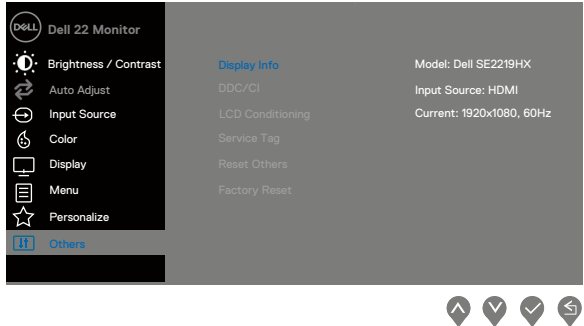 DELL
Dell 22 Monitor
Brightness / Contrast
Auto Adjust
Input Source
Color
Display
Menu
Personalize
Others
Display Info
DDC/CI
LCD Conditioning
Service Tag
Reset Others
Factory Reset
Model: Dell SE2219HX
Input Source: HDMI
Current: 1920x1080, 60Hz